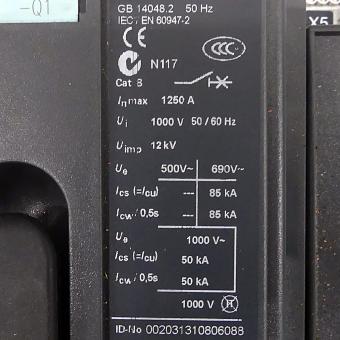 -Q1
GB 14048.2 50 Hz
IEC/EN 60947-2
CE CCC
N117
Cat B
Iₙmax 1250 A
Uᵢ 1000 V 50/60 Hz
Uᵢₘₚ 12 kV
Uₑ 500V~ 690V~
Ics (=Icu) --- 85 kA
Icw/0,5s --- 85 kA
Uₑ 1000 V~
Ics (=Icu) 50 kA
Icw/0,5s 50 kA
1000 V
ID-No 002031310806088
X5